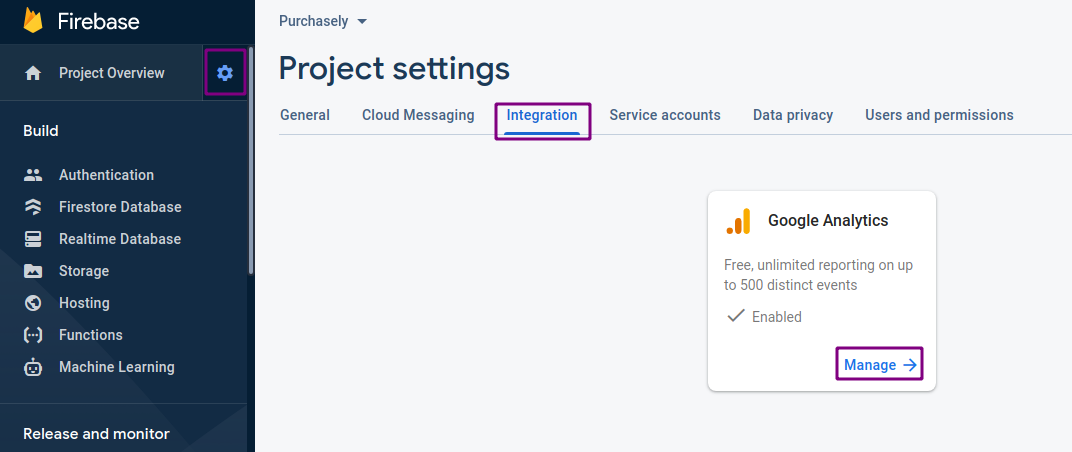 Firebase
Project Overview
Build
Authentication
Firestore Database
Realtime Database
Storage
Hosting
Functions
Machine Learning
Release and monitor
Purchasely
Project settings
General Cloud Messaging Integration Service accounts Data privacy Users and permissions
Google Analytics
Free, unlimited reporting on up
to 500 distinct events
Enabled
Manage